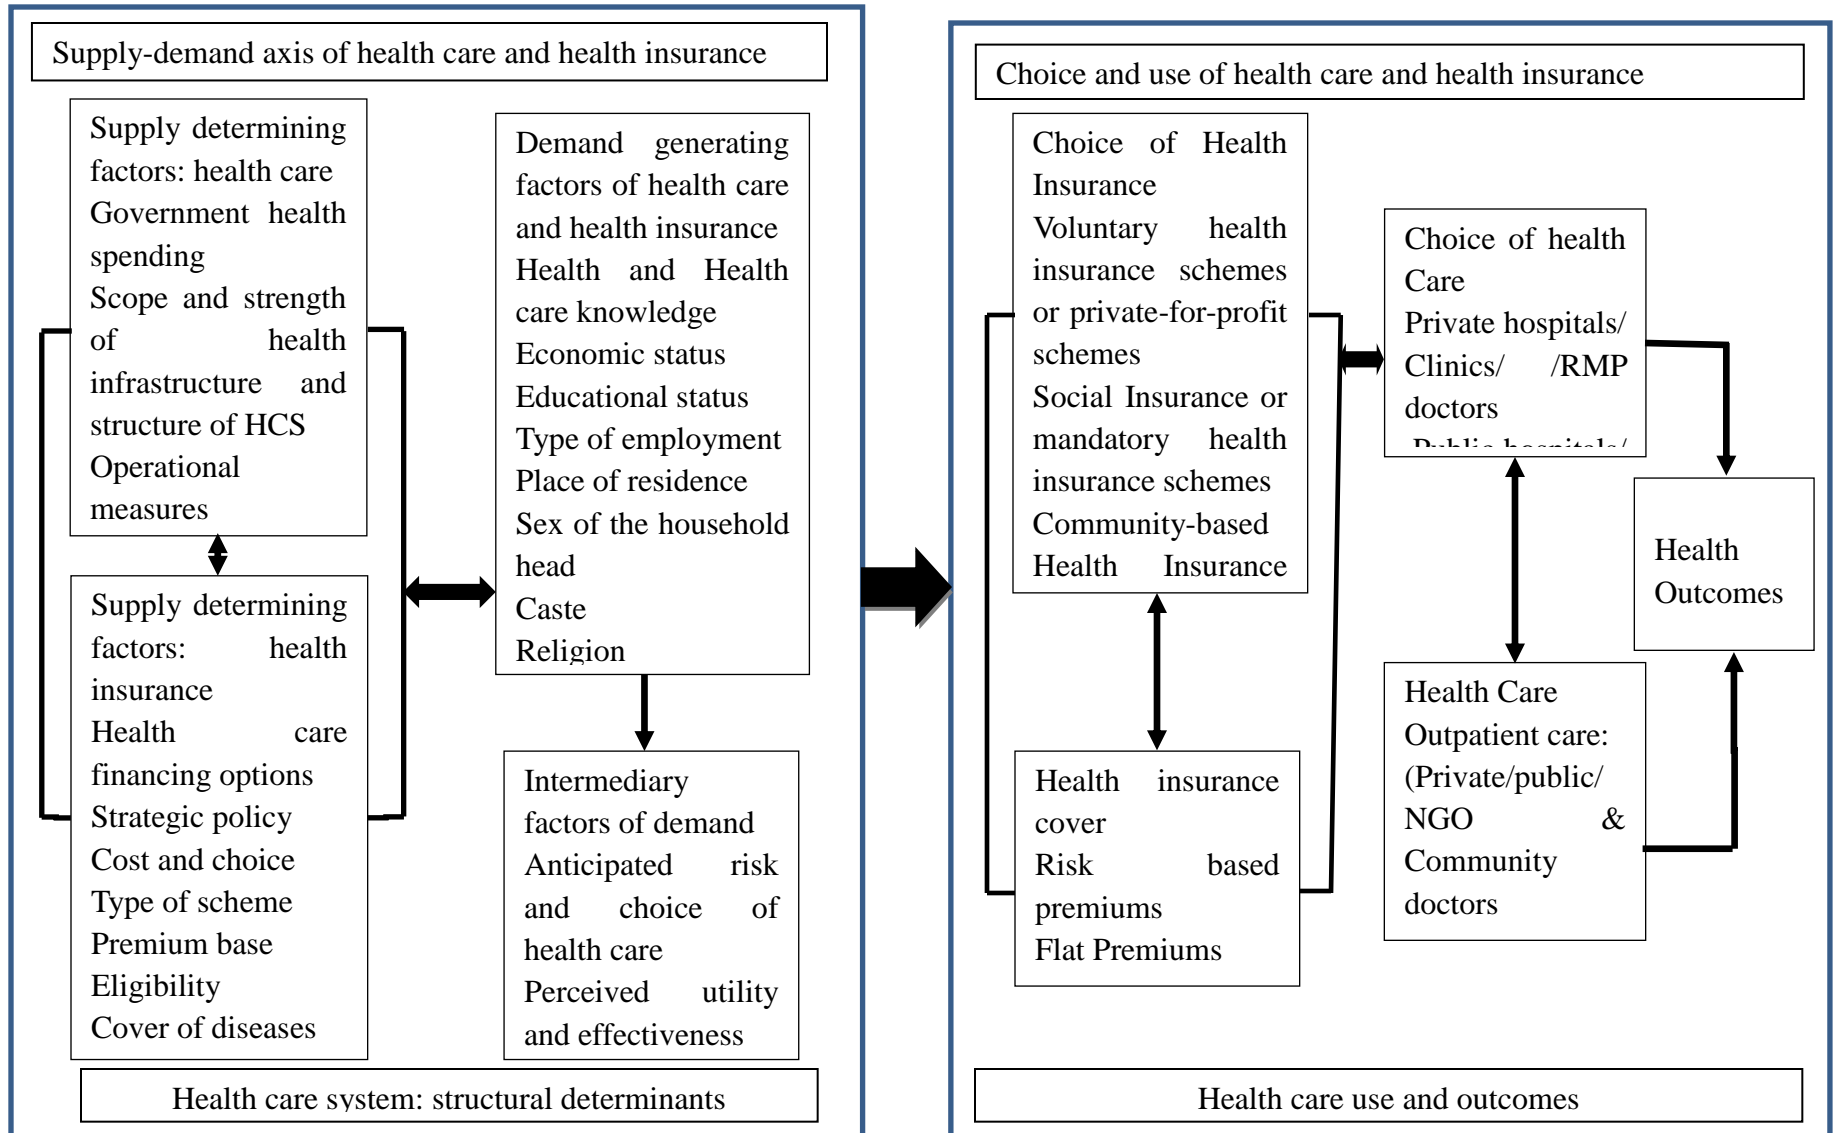 Supply-demand axis of health care and health insurance
Supply determining
factors: health care
Government health
spending
Scope and strength
of health
infrastructure and
structure of HCS
Operational
measures
Supply determining
factors: health
insurance
Health care
financing options
Strategic policy
Cost and choice
Type of scheme
Premium base
Eligibility
Cover of diseases
Demand generating
factors of health care
and health insurance
Health and Health
care knowledge
Economic status
Educational status
Type of employment
Place of residence
Sex of the household
head
Caste
Religion
Intermediary
factors of demand
Anticipated risk
and choice of
health care
Perceived utility
and effectiveness
Health care system: structural determinants
Choice and use of health care and health insurance
Choice of Health
Insurance
Voluntary health
insurance schemes
or private-for-profit
schemes
Social Insurance or
mandatory health
insurance schemes
Community-based
Health Insurance
Health insurance
cover
Risk based
premiums
Flat Premiums
Choice of health
Care
Private hospitals/
Clinics/ /RMP
doctors
Public hospitals/
Health Care
Outpatient care:
(Private/public/
NGO &
Community
doctors
Health
Outcomes
Health care use and outcomes